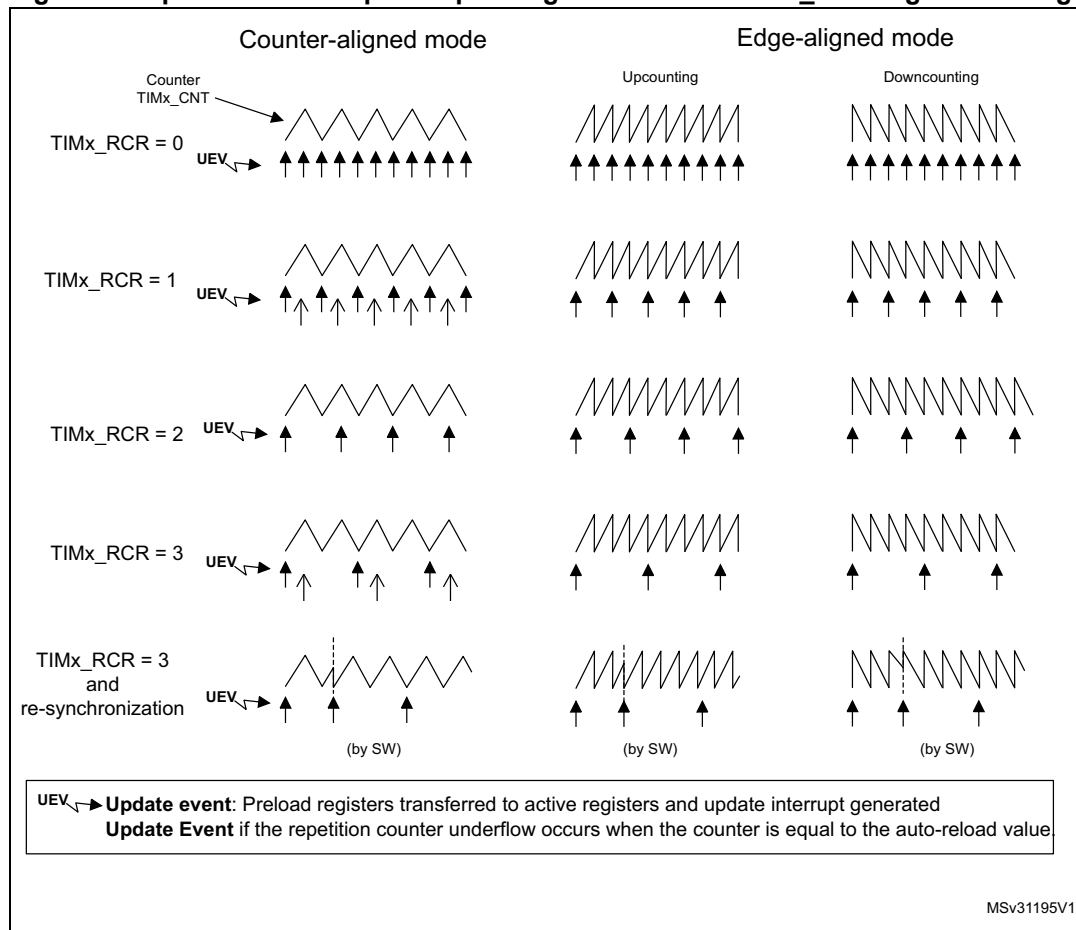 Counter-aligned mode
Edge-aligned mode
Counter
TIMx_CNT
Upcounting
Downcounting
TIMx_RCR = 0
UEV
TIMx_RCR = 1
UEV
TIMx_RCR = 2
UEV
TIMx_RCR = 3
UEV
TIMx_RCR = 3
and
re-synchronization
UEV
(by SW)
(by SW)
(by SW)
UEV Update event: Preload registers transferred to active registers and update interrupt generated
Update Event if the repetition counter underflow occurs when the counter is equal to the auto-reload value.
MSv31195V1